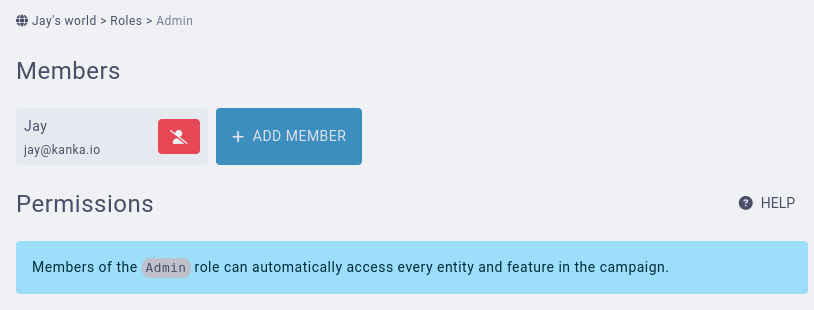 Jay's world > Roles > Admin
Members
Jay
jay@kanka.io
+ ADD MEMBER
Permissions
? HELP
Members of the Admin role can automatically access every entity and feature in the campaign.